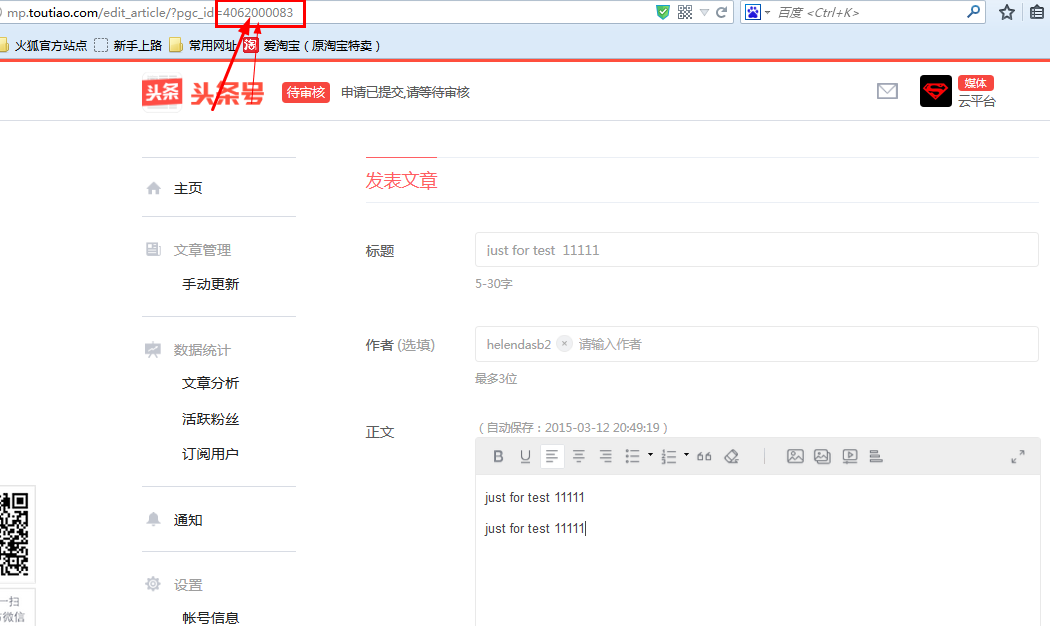 mp.toutiao.com/edit_article/?pgc_id=4062000083
百度 <Ctrl+K>
火狐官方站点 新手上路 常用网址 淘 爱淘宝（原淘宝特卖）
头条 头条号 待审核 申请已提交,请等待审核
媒体
云平台
主页
文章管理
手动更新
数据统计
文章分析
活跃粉丝
订阅用户
通知
设置
帐号信息
一扫
微信
发表文章
标题 just for test 11111
5-30字
作者 (选填) helendasb2 × 请输入作者
最多3位
正文 （自动保存：2015-03-12 20:49:19）
B U
just for test 11111
just for test 11111